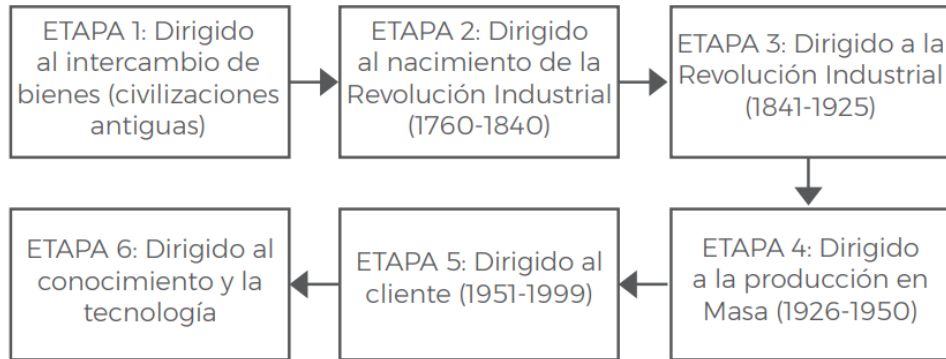 ETAPA 1: Dirigido
al intercambio de
bienes (civilizaciones
antiguas)
ETAPA 2: Dirigido
al nacimiento de la
Revolución Industrial
(1760-1840)
ETAPA 3: Dirigido a la
Revolución Industrial
(1841-1925)
ETAPA 4: Dirigido
a la producción en
Masa (1926-1950)
ETAPA 5: Dirigido al
cliente (1951-1999)
ETAPA 6: Dirigido al
conocimiento y la
tecnología